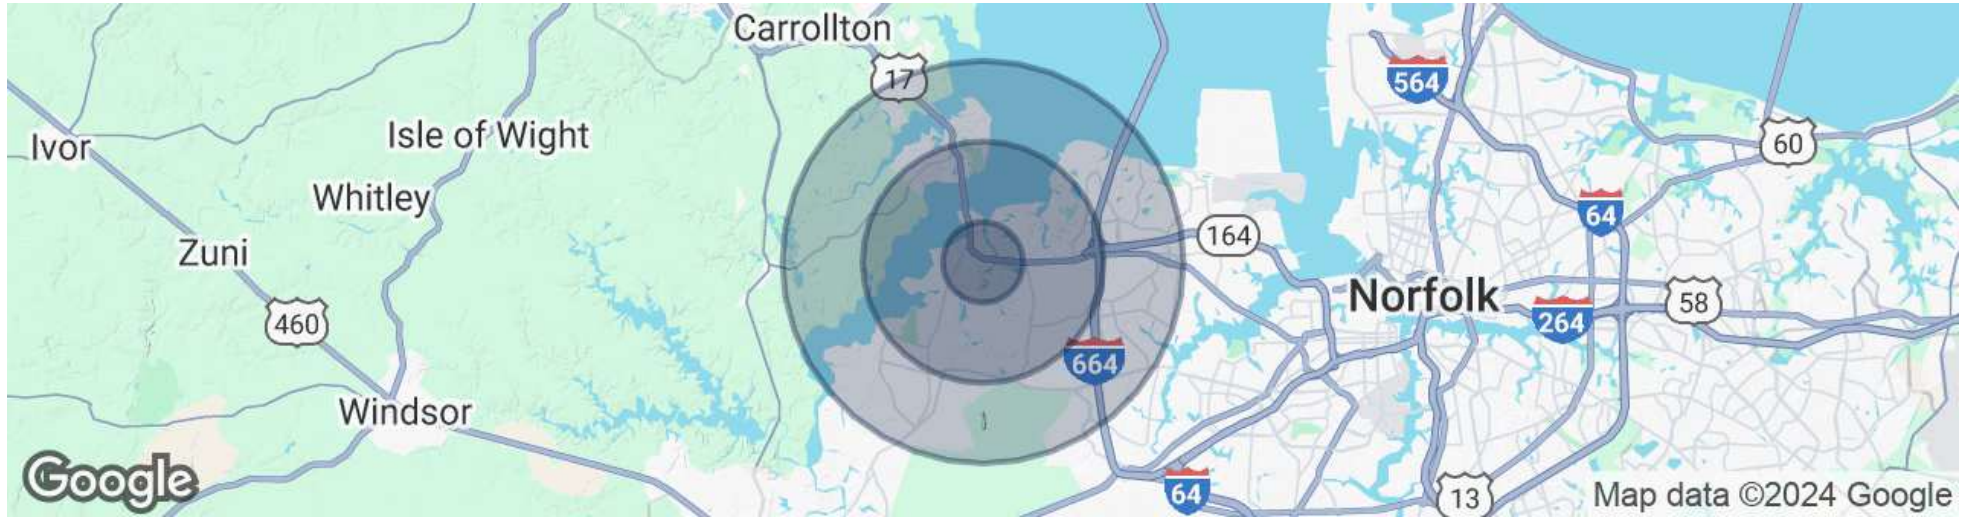 Carrollton
17
564
Ivor
Isle of Wight
60
Whitley
64
Zuni
164
460
Norfolk
264
58
664
Windsor
Google
64
13
Map data ©2024 Google